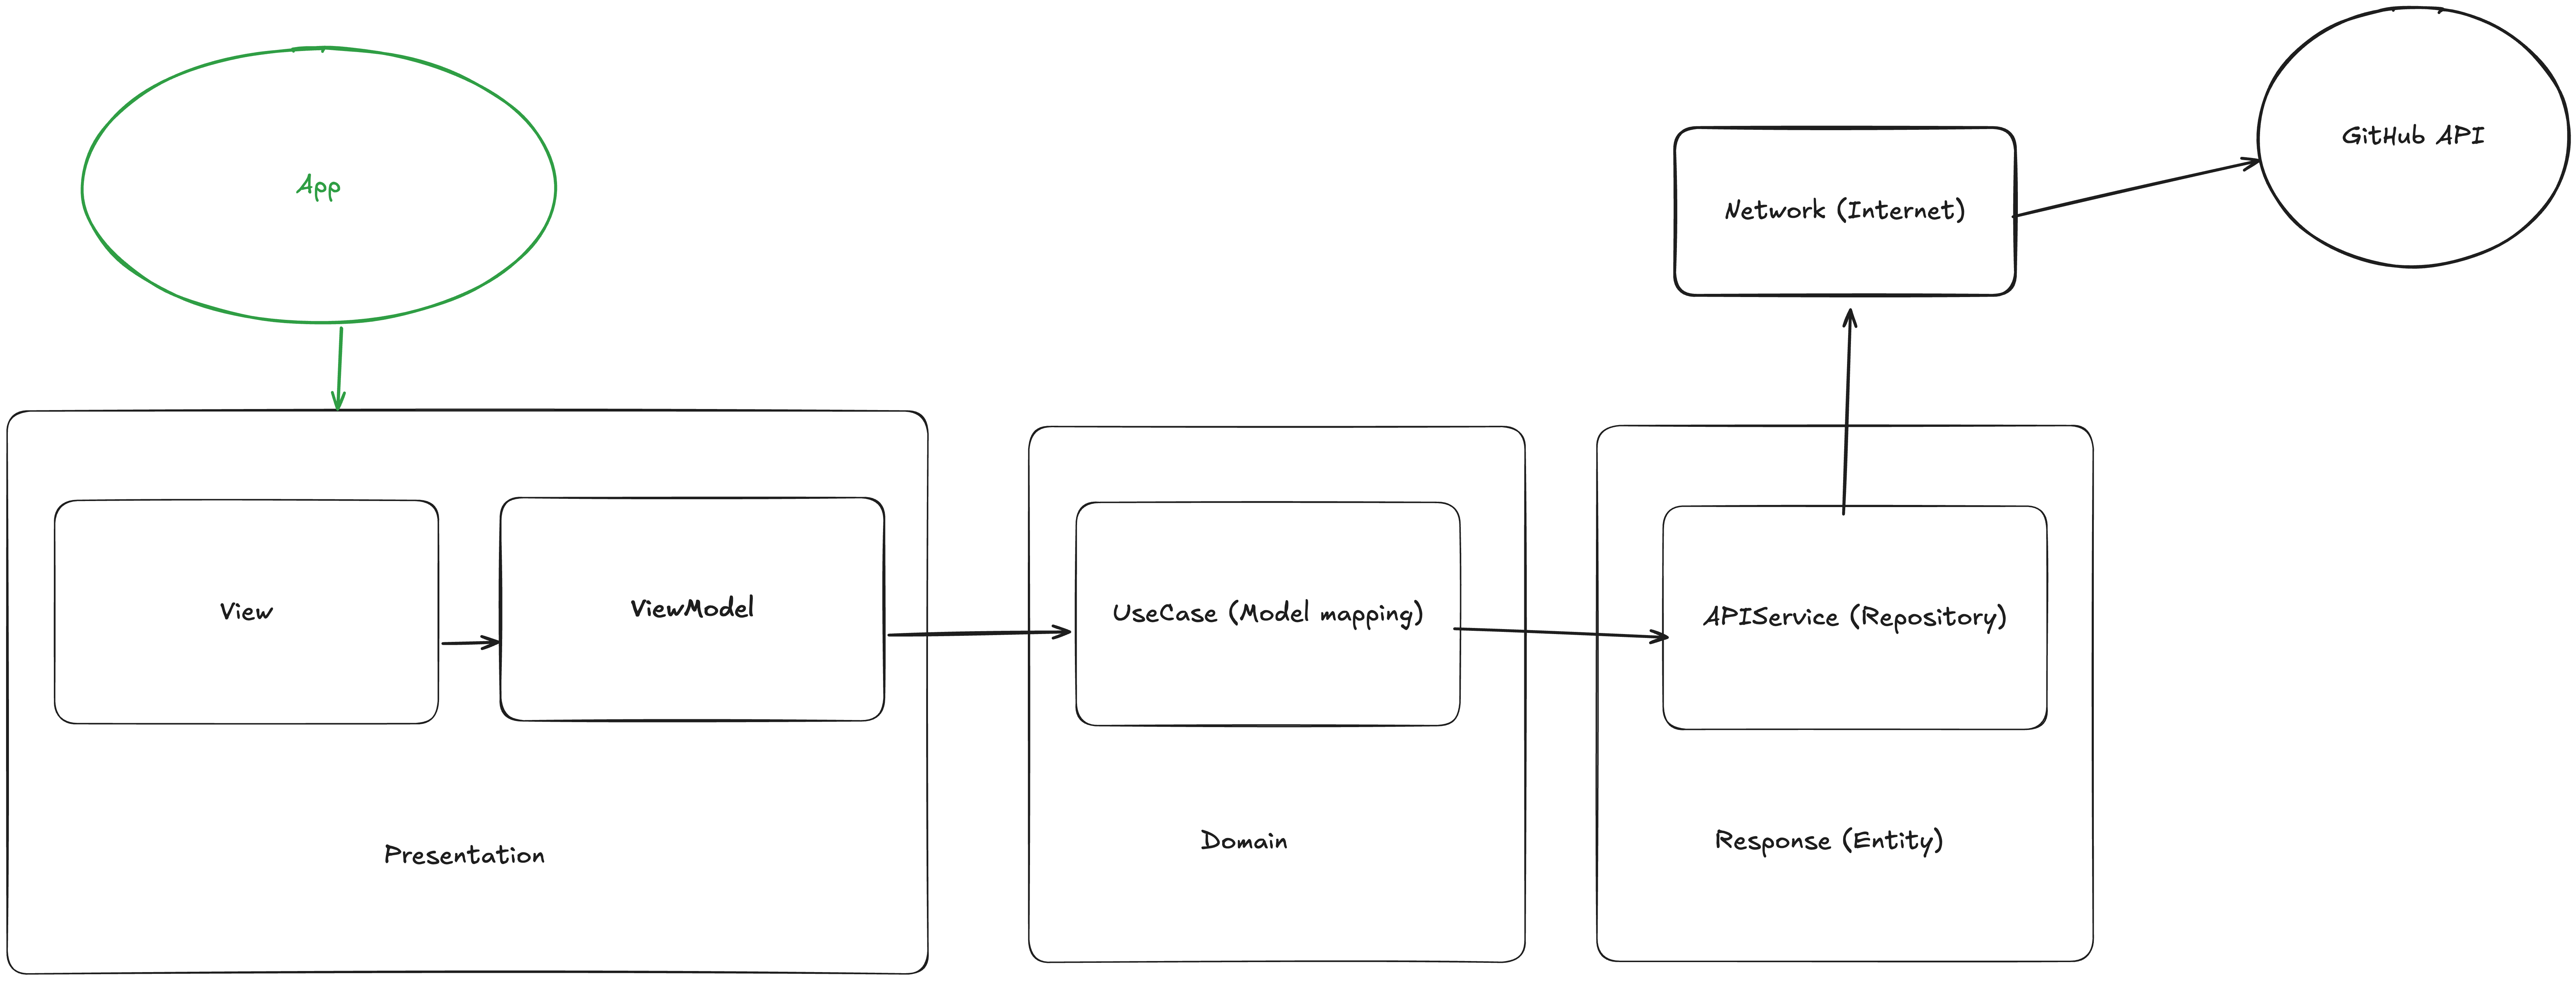 App
GitHub API
Network (Internet)
View
ViewModel
UseCase (Model mapping)
APIService (Repository)
Presentation
Domain
Response (Entity)